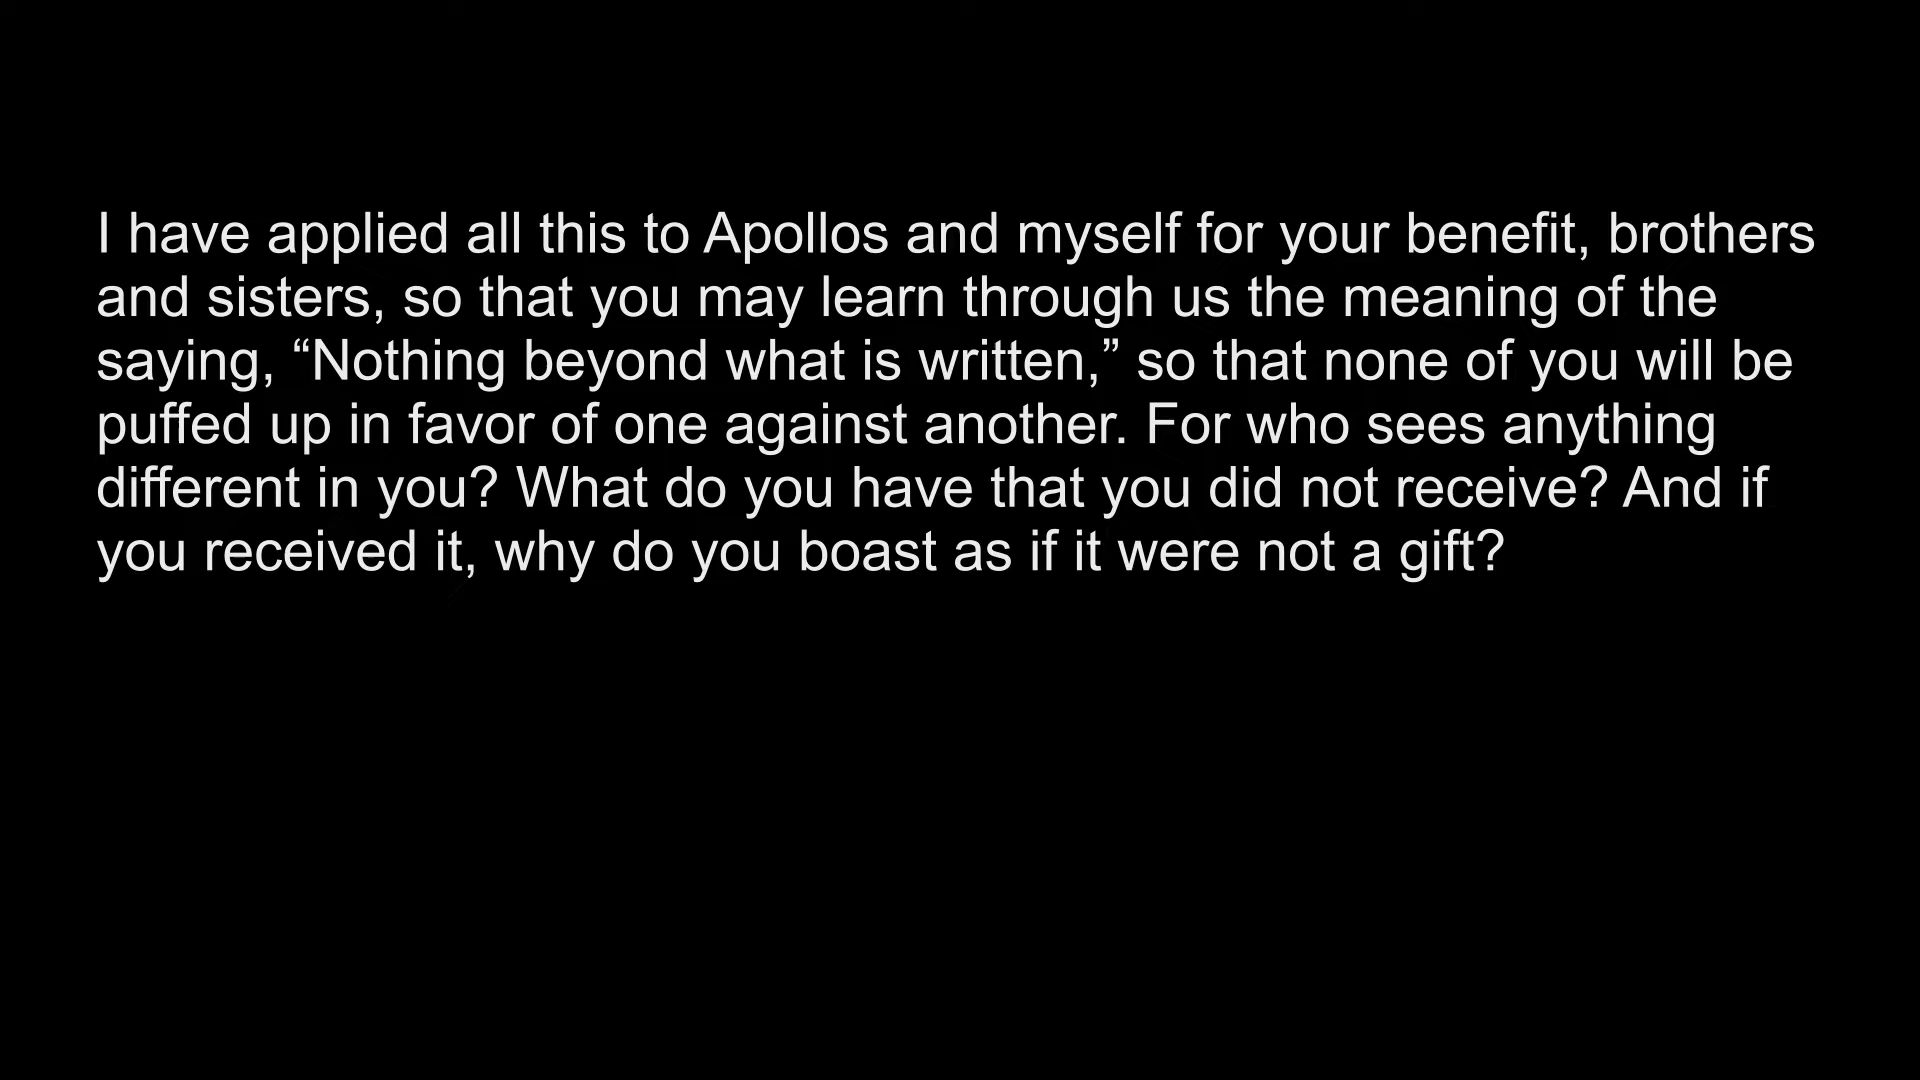 I have applied all this to Apollos and myself for your benefit, brothers
and sisters, so that you may learn through us the meaning of the
saying, “Nothing beyond what is written,” so that none of you will be
puffed up in favor of one against another. For who sees anything
different in you? What do you have that you did not receive? And if
you received it, why do you boast as if it were not a gift?